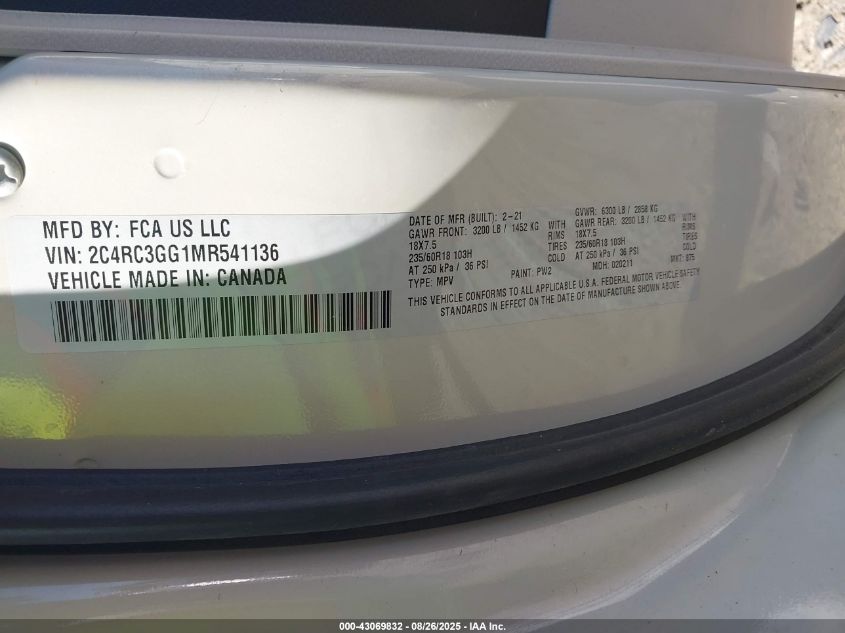 MFD BY: FCA US LLC
VIN: 2C4RC3GG1MR541136
VEHICLE MADE IN: CANADA
DATE OF MFR (BUILT): 2-21 GVWR: 6300 LB / 2858 KG
GAWR FRONT: 3200 LB / 1452 KG WITH GAWR REAR: 3200 LB / 1452 KG WITH
18X7.5 RIMS 18X7.5 RIMS
235/60R18 103H TIRES 235/60R18 103H TIRES
AT 250 kPa / 36 PSI COLD AT 250 kPa / 36 PSI COLD
TYPE: MPV PAINT: PW2 MDH: 020211 MKT: 875
THIS VEHICLE CONFORMS TO ALL APPLICABLE U.S.A. FEDERAL MOTOR VEHICLE SAFETY
STANDARDS IN EFFECT ON THE DATE OF MANUFACTURE SHOWN ABOVE.
000-43069832 - 08/26/2025 - IAA Inc.